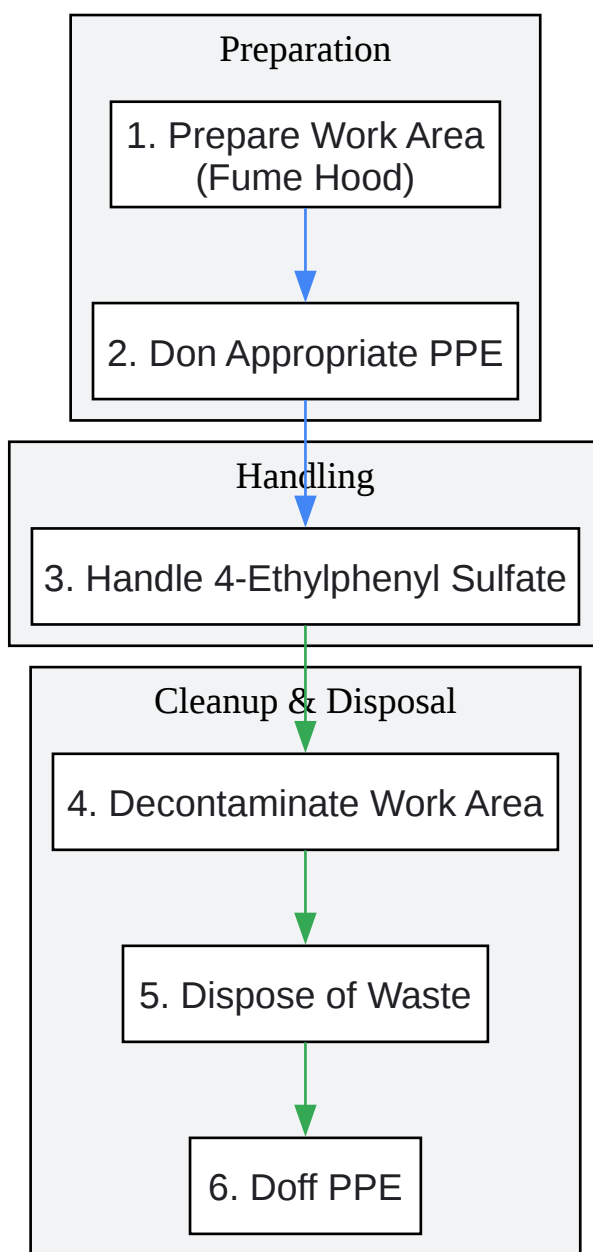 Preparation
1. Prepare Work Area
(Fume Hood)
2. Don Appropriate PPE
Handling
3. Handle 4-Ethylphenyl Sulfate
Cleanup & Disposal
4. Decontaminate Work Area
5. Dispose of Waste
6. Doff PPE